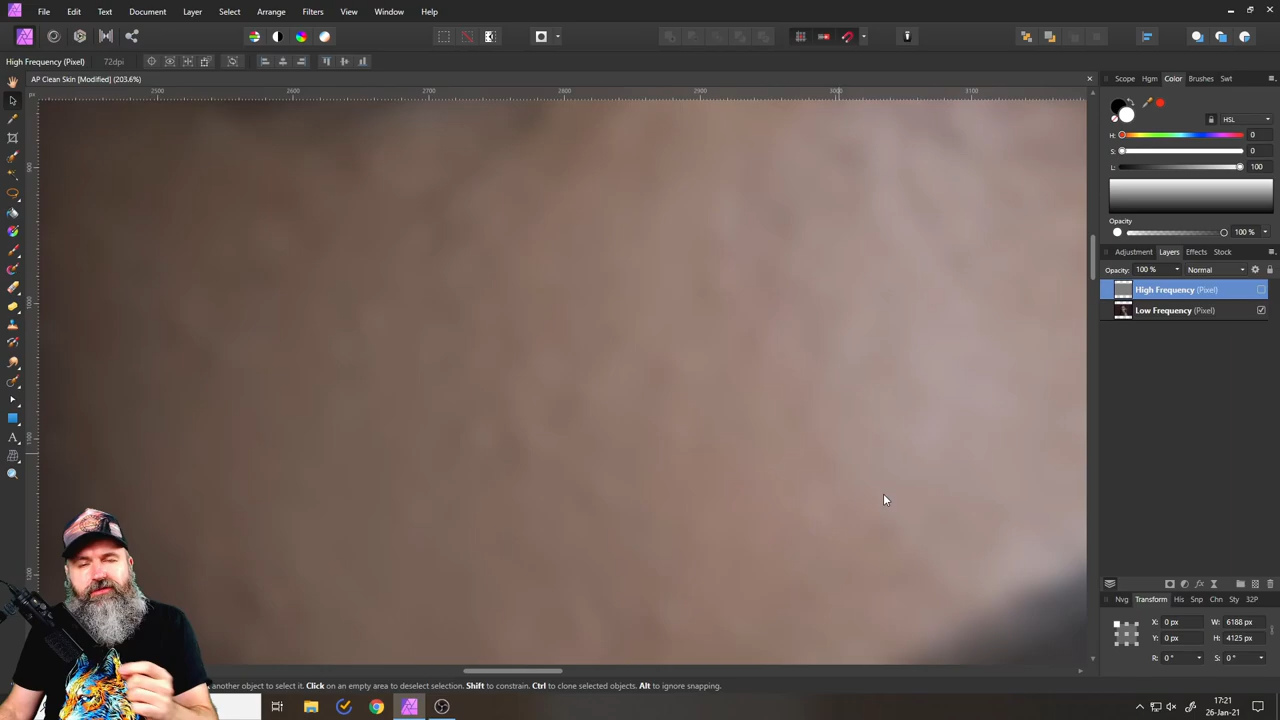 File Edit Text Document Layer Select Arrange Filters View Window Help
High Frequency (Pixel) 72dpi
AP Clean Skin [Modified] (203.6%)
px 2500 2600 2700 2800 2900 3000 3100
900
1000
1100
1200
Scope Hgm Color Brushes Swt
HSL
H: 0
S: 0
L: 100
Opacity
100 %
Adjustment Layers Effects Stock
Opacity: 100 % Normal
High Frequency (Pixel)
Low Frequency (Pixel)
Nvg Transform His Snp Chn Sty 32P
X: 0 px W: 6188 px
Y: 0 px H: 4125 px
R: 0 ° S: 0 °
another object to select it. Click on an empty area to deselect selection. Shift to constrain. Ctrl to clone selected objects. Alt to ignore snapping.
17:21
26-Jan-21